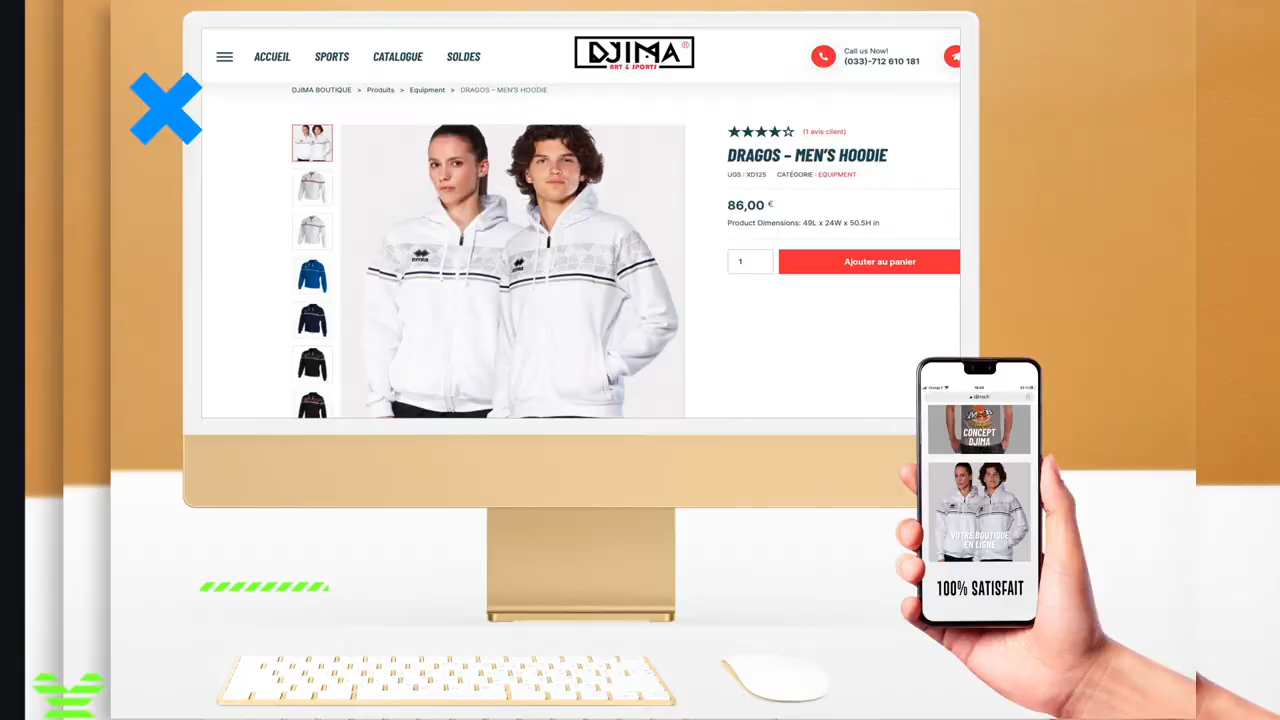 ACCUEIL SPORTS CATALOGUE SOLDES
DJIMA®
ART & SPORTS
Call us Now!
(033)-712 610 181
DJIMA BOUTIQUE > Produits > Equipment > DRAGOS – MEN'S HOODIE
(1 avis client)
DRAGOS – MEN'S HOODIE
UGS : XD125 CATÉGORIE : EQUIPMENT
86,00 €
Product Dimensions: 49L x 24W x 50.5H in
1
Ajouter au panier
CONCEPT
DJIMA
VOTRE BOUTIQUE
EN LIGNE
100% SATISFAIT